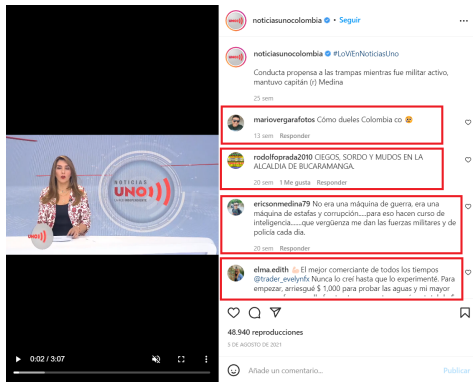 noticiasunocolombia • Seguir
noticiasunocolombia #LoVíEnNoticiasUno
Conducta propensa a las trampas mientras fue militar activo,
mantuvo capitán (r) Medina
25 sem
mariovergarafotos Cómo dueles Colombia co 😢
13 sem Responder
rodolfoprada2010 CIEGOS, SORDO Y MUDOS EN LA
ALCALDIA DE BUCARAMANGA.
20 sem 1 Me gusta Responder
ericsonmedina79 No era una máquina de guerra, era una
máquina de estafas y corrupción.....para eso hacen curso de
inteligencia.......que vergüenza me dan las fuerzas militares y de
policía cada dia.
20 sem Responder
elma.edith 👍🏻 El mejor comerciante de todos los tiempos
@trader_evelynfx Nunca lo creí hasta que lo experimenté. Para
empezar, arriesgué $ 1,000 para probar las aguas y mi mayor
48.940 reproducciones
5 DE AGOSTO DE 2021
Añade un comentario...
Publicar
NOTICIAS
UNO
UNO
0:02 / 3:07